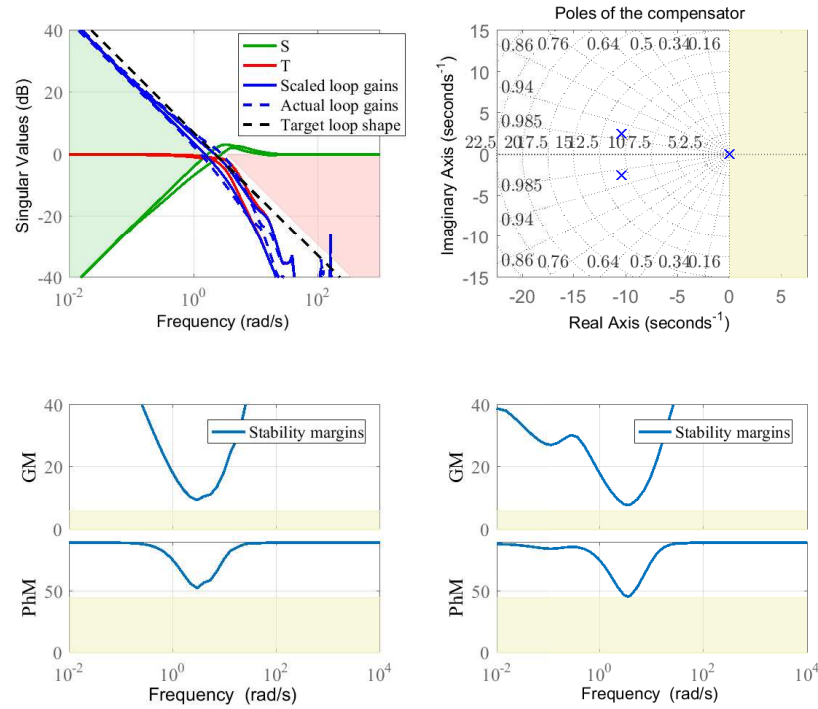 40
20
0
-20
-40
Singular Values (dB)
S
T
Scaled loop gains
Actual loop gains
Target loop shape
10^-2
10^0
10^2
Frequency (rad/s)
Poles of the compensator
15
10
5
0
-5
-10
-15
Imaginary Axis (seconds^-1)
0.86 0.76 0.64 0.5 0.34 0.16
0.94
0.985
22.5 20 17.5 15 12.5 10 7.5 5 2.5
0.985
0.94
0.86 0.76 0.64 0.5 0.34 0.16
-20 -15 -10 -5 0 5
Real Axis (seconds^-1)
40
20
0
GM
Stability margins
50
0
PhM
10^-2 10^0 10^2 10^4
Frequency (rad/s)
40
20
0
GM
Stability margins
50
0
PhM
10^-2 10^0 10^2 10^4
Frequency (rad/s)